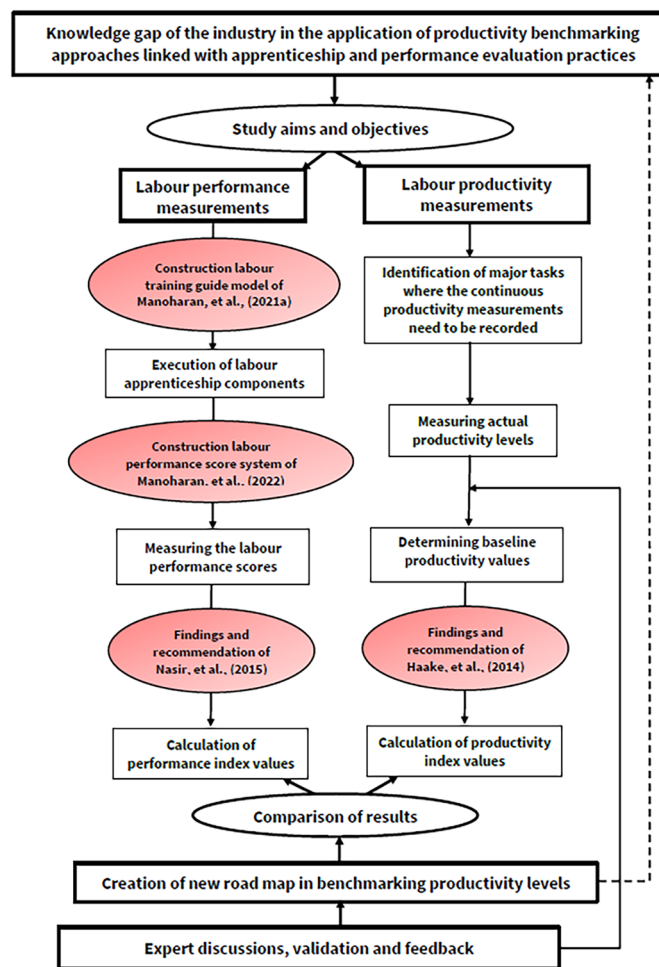 Knowledge gap of the industry in the application of productivity benchmarking
approaches linked with apprenticeship and performance evaluation practices
Study aims and objectives
Labour performance
measurements
Construction labour
training guide model of
Manoharan, et al., (2021a)
Execution of labour
apprenticeship components
Construction labour
performance score system of
Manoharan, et al., (2022)
Measuring the labour
performance scores
Findings and
recommendation of
Nasir, et al., (2015)
Calculation of
performance index values
Labour productivity
measurements
Identification of major tasks
where the continuous
productivity measurements
need to be recorded
Measuring actual
productivity levels
Determining baseline
productivity values
Findings and
recommendation of
Haake, et al., (2014)
Calculation of productivity
index values
Comparison of results
Creation of new road map in benchmarking productivity levels
Expert discussions, validation and feedback